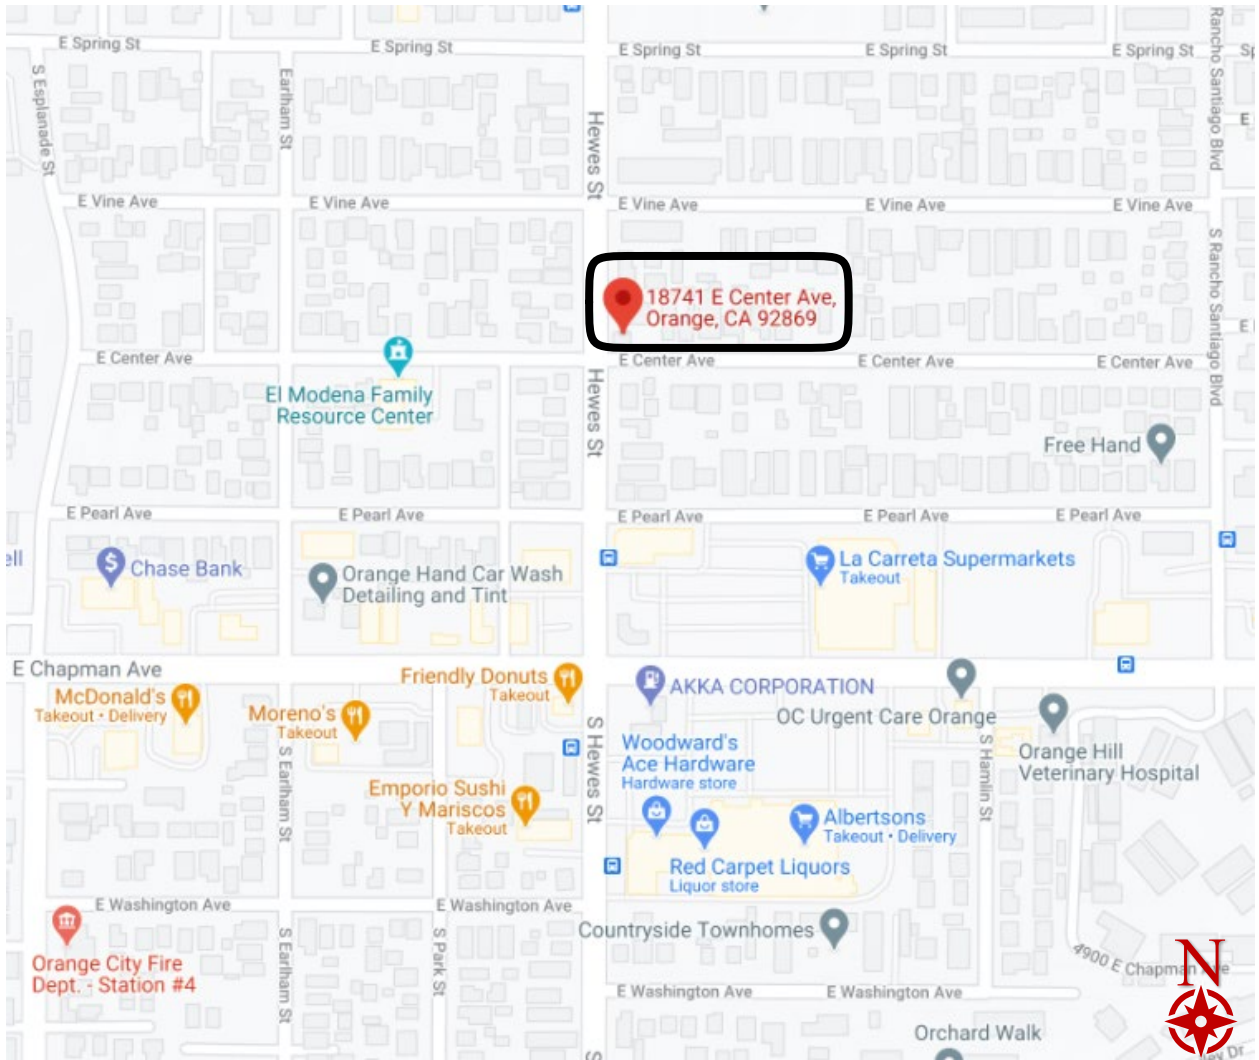 E Spring St
E Spring St
E Spring St
E Spring St
E Spring St
S Esplanade St
Earlham St
Hewes St
Rancho Santiago Blvd
E
E Vine Ave
E Vine Ave
E Vine Ave
E Vine Ave
E Vine Ave
S Rancho Santiago Blvd
18741 E Center Ave,
Orange, CA 92869
E
E Center Ave
E Center Ave
E Center Ave
E Center Ave
El Modena Family
Resource Center
Hewes St
Free Hand
E Pearl Ave
E Pearl Ave
E Pearl Ave
E Pearl Ave
E Pearl Ave
ell
Chase Bank
Orange Hand Car Wash
Detailing and Tint
La Carreta Supermarkets
Takeout
E Chapman Ave
McDonald's
Takeout • Delivery
Moreno's
Takeout
Friendly Donuts
Takeout
AKKA CORPORATION
OC Urgent Care Orange
S Hewes St
Woodward's
Ace Hardware
Hardware store
Orange Hill
Veterinary Hospital
S Hamlin St
S Earlham St
Emporio Sushi
Y Mariscos
Takeout
Albertsons
Takeout • Delivery
Red Carpet Liquors
Liquor store
E Washington Ave
E Washington Ave
Countryside Townhomes
Orange City Fire
Dept. - Station #4
S Earlham St
S Park St
4900 E Chapman Ave
N
E Washington Ave
E Washington Ave
Orchard Walk
S